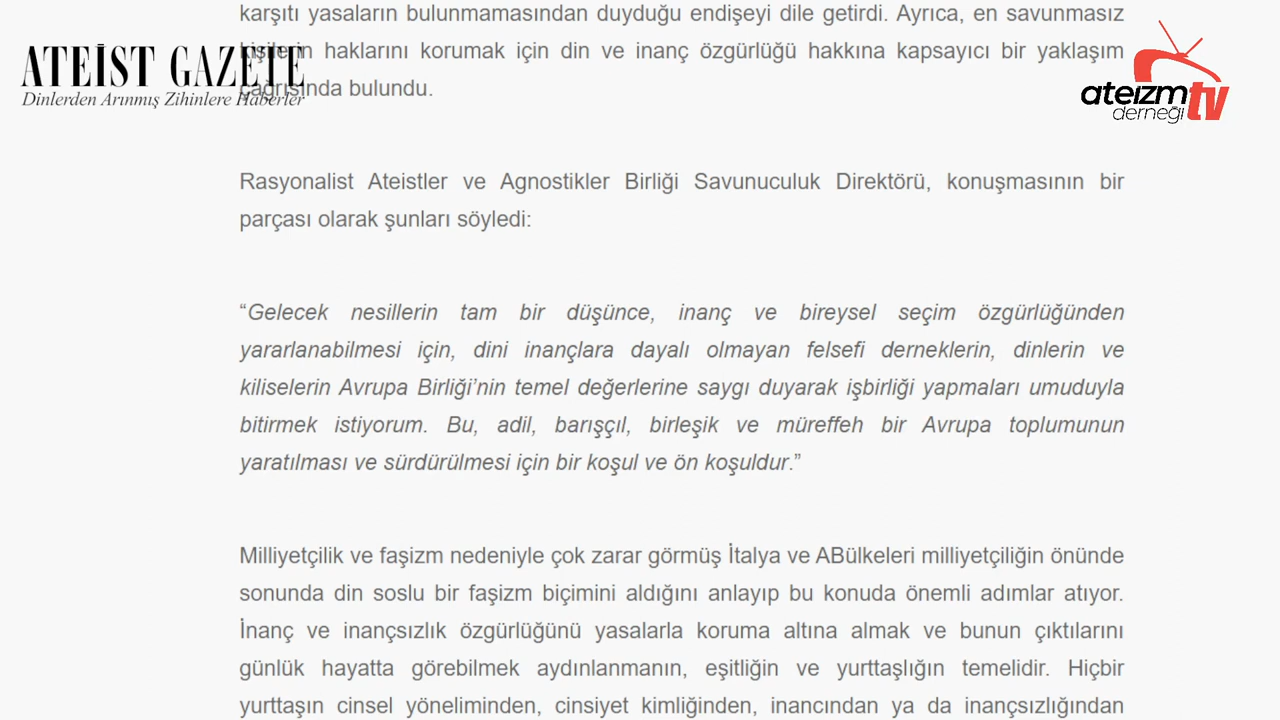 karşıtı yasaların bulunmamasından duyduğu endişeyi dile getirdi. Ayrıca, en savunmasız
kişilerin haklarını korumak için din ve inanç özgürlüğü hakkına kapsayıcı bir yaklaşım
çağrısında bulundu.
ATEİST GAZETE
Dinlerden Arınmış Zihinlere Haberler
ateizm tv
derneği
Rasyonalist Ateistler ve Agnostikler Birliği Savunuculuk Direktörü, konuşmasının bir
parçası olarak şunları söyledi:
“Gelecek nesillerin tam bir düşünce, inanç ve bireysel seçim özgürlüğünden
yararlanabilmesi için, dini inançlara dayalı olmayan felsefi derneklerin, dinlerin ve
kiliselerin Avrupa Birliği’nin temel değerlerine saygı duyarak işbirliği yapmaları umuduyla
bitirmek istiyorum. Bu, adil, barışçıl, birleşik ve müreffeh bir Avrupa toplumunun
yaratılması ve sürdürülmesi için bir koşul ve ön koşuldur.”
Milliyetçilik ve faşizm nedeniyle çok zarar görmüş İtalya ve ABülkeleri milliyetçiliğin önünde
sonunda din soslu bir faşizm biçimini aldığını anlayıp bu konuda önemli adımlar atıyor.
İnanç ve inançsızlık özgürlüğünü yasalarla koruma altına almak ve bunun çıktılarını
günlük hayatta görebilmek aydınlanmanın, eşitliğin ve yurttaşlığın temelidir. Hiçbir
yurttaşın cinsel yöneliminden, cinsiyet kimliğinden, inancından ya da inançsızlığından